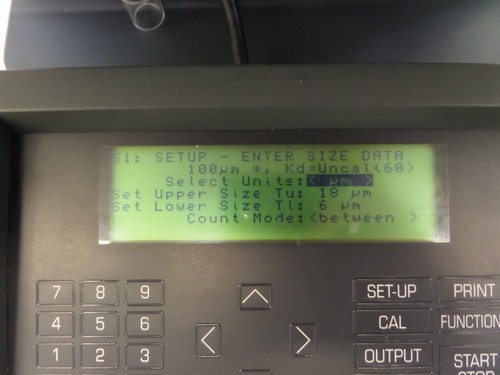 S1: SETUP - ENTER SIZE DATA
100µm *, Kd=Uncal(60)
Select Units:< µm >
Set Upper Size Tu: 18 µm
Set Lower Size Tl: 6 µm
Count Mode:<between >
7 8 9 SET-UP PRINT
4 5 6 CAL FUNCTION
1 2 3 OUTPUT START
STOP